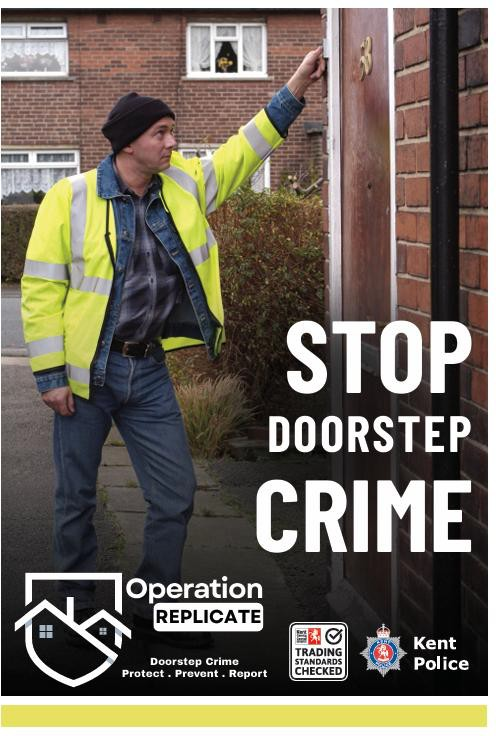 STOP
DOORSTEP
CRIME
Operation
REPLICATE
Doorstep Crime
Protect . Prevent . Report
TRADING
STANDARDS
CHECKED
Kent
Police